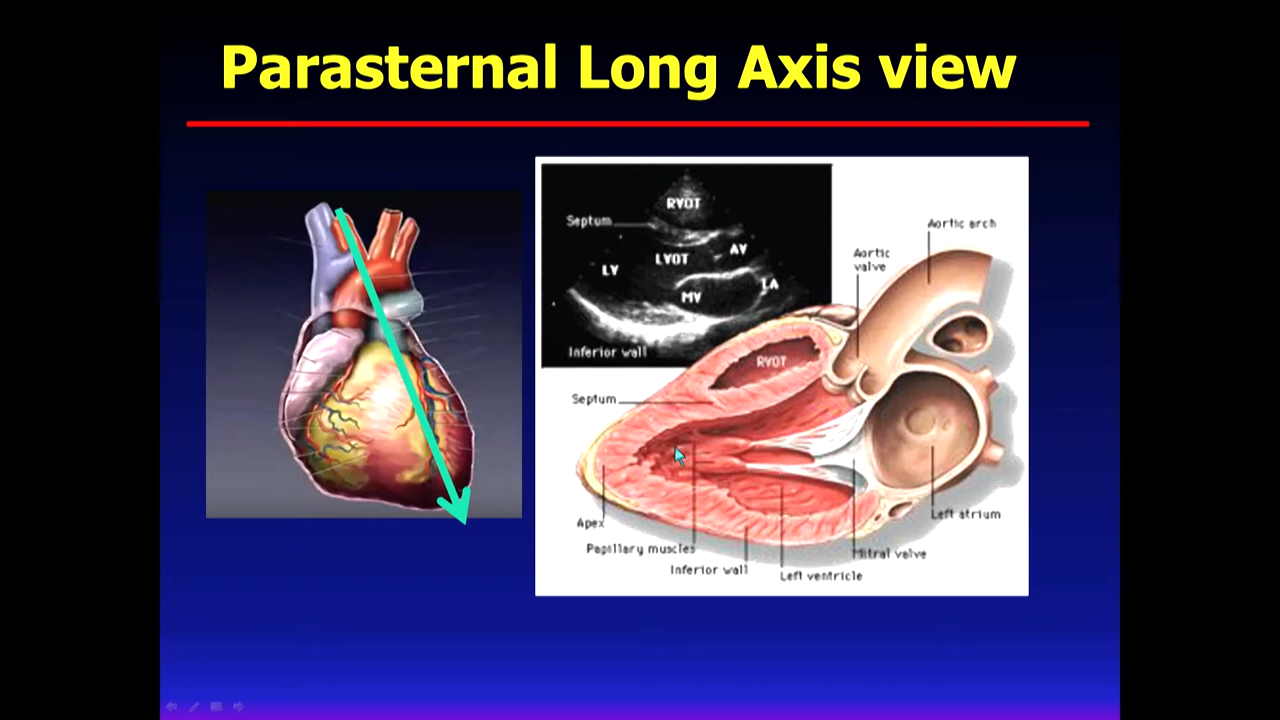 Parasternal Long Axis view
RVOT
Septum
AV
LVOT
LV
LA
MV
Inferior wall
Aortic arch
Aortic
valve
RVOT
Septum
Apex
Left atrium
Papillary muscles
Mitral valve
Inferior wall
Left ventricle